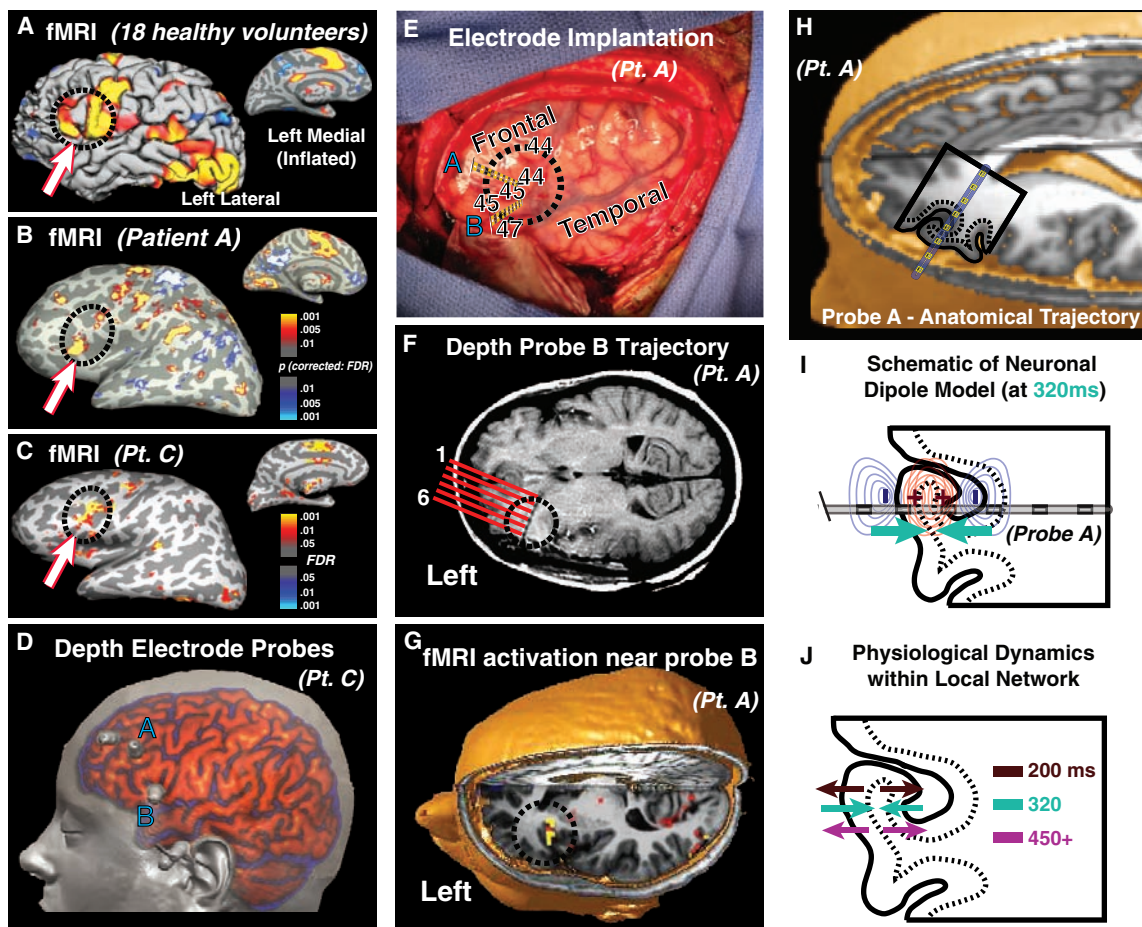 A fMRI (18 healthy volunteers)
Left Medial
(Inflated)
Left Lateral
B fMRI (Patient A)
.001
.005
.01
p (corrected: FDR)
.01
.005
.001
C fMRI (Pt. C)
.001
.01
.05
FDR
.05
.01
.001
D Depth Electrode Probes
(Pt. C)
A
B
E Electrode Implantation
(Pt. A)
Frontal
44
A
44
45
45
B
47
Temporal
F Depth Probe B Trajectory
(Pt. A)
1
6
Left
G fMRI activation near probe B
(Pt. A)
Left
H
(Pt. A)
Probe A - Anatomical Trajectory
I Schematic of Neuronal
Dipole Model (at 320ms)
- + + -
(Probe A)
J Physiological Dynamics
within Local Network
200 ms
320
450+